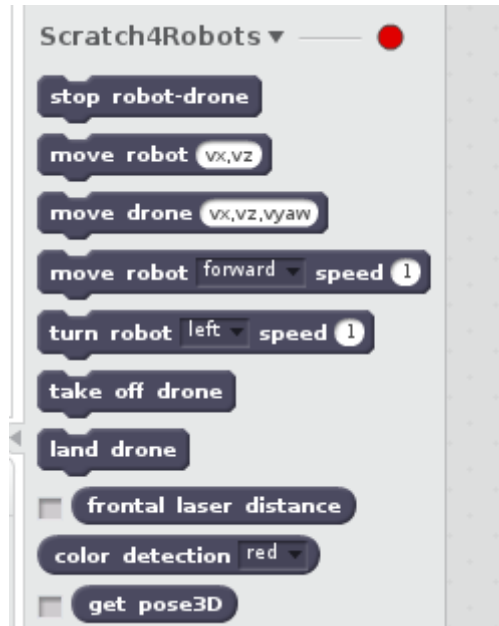 Scratch4Robots
stop robot-drone
move robot vx,vz
move drone vx,vz,vyaw
move robot forward speed 1
turn robot left speed 1
take off drone
land drone
frontal laser distance
color detection red
get pose3D